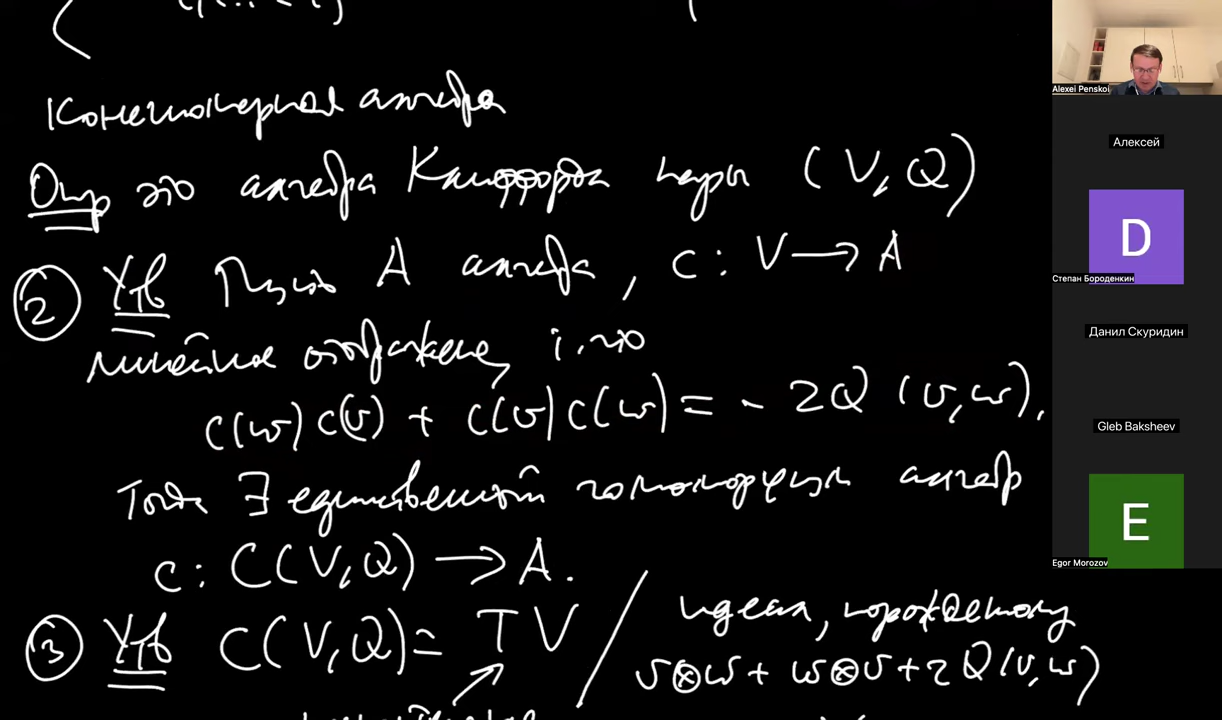 Конечномерная алгебра
Опр это алгебра Клиффорда пары (V, Q)
② Утв Пусть A алгебра, c: V → A
линейное отображение, т.что
c(w)c(v) + c(v)c(w) = - 2Q(v,w),
Тогда ∃ единственный гомоморфизм алгебр
c: C(V,Q) → A.
③ Утв C(V,Q) = TV / идеал, порожденный
v⊗w + w⊗v + 2Q(v,w)
Alexei Penskoi
Алексей
D
Степан Бороденкин
Данил Скуридин
Gleb Baksheev
E
Egor Morozov